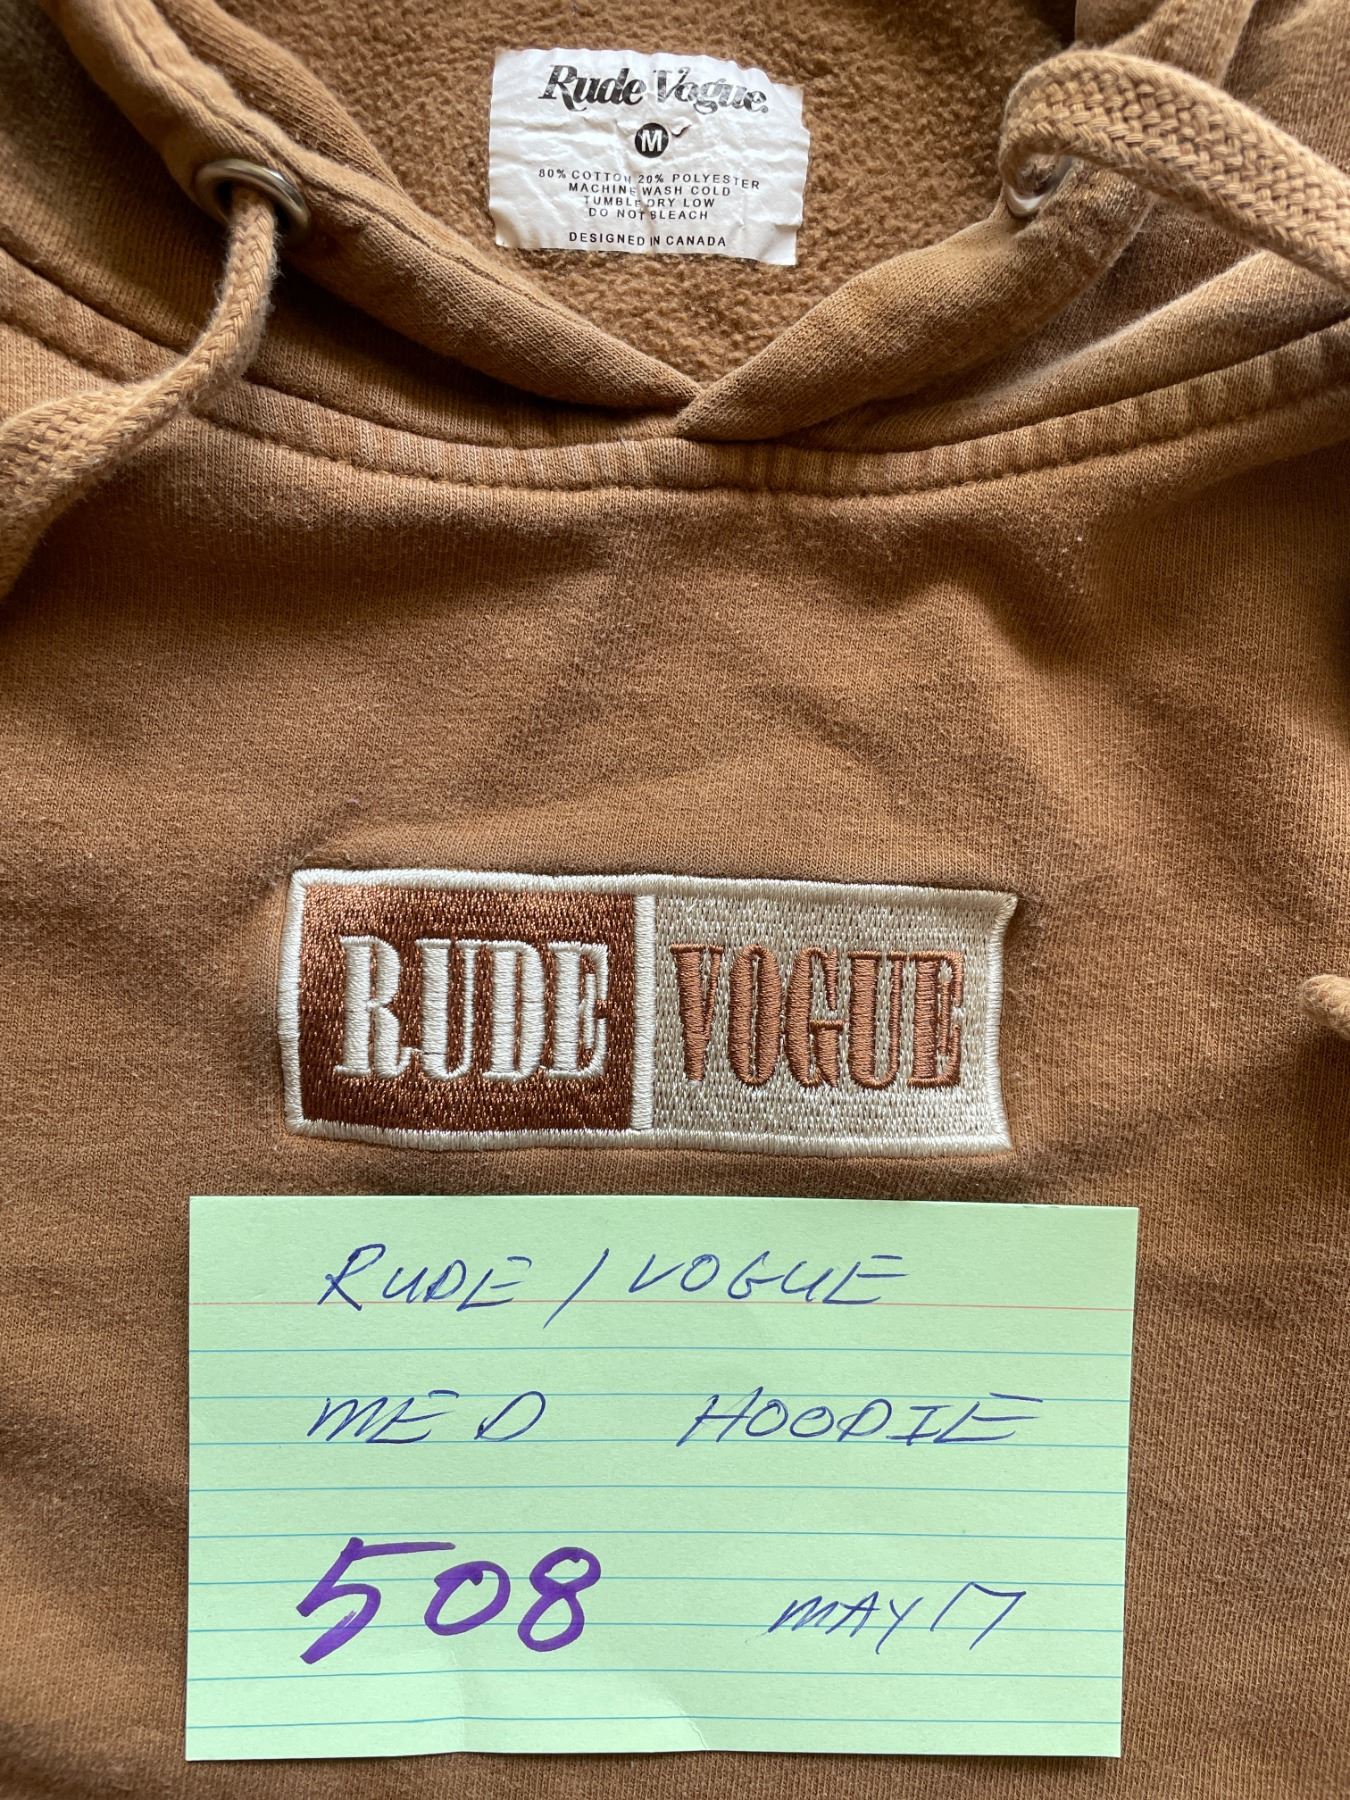 Rude Vogue.
M
80% COTTON 20% POLYESTER
MACHINE WASH COLD
TUMBLE DRY LOW
DO NOT BLEACH
DESIGNED IN CANADA
RUDE VOGUE
RUDE / VOGUE
MED HOODIE
508 MAY 17